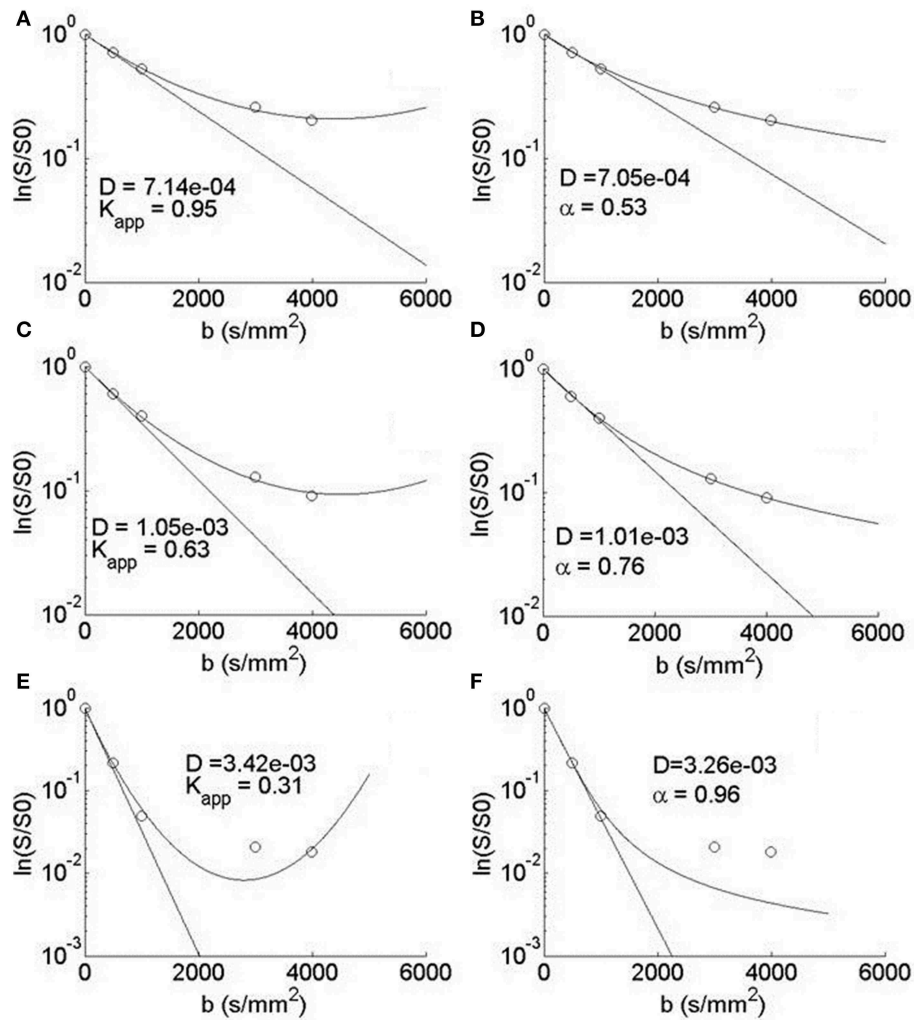 A
ln(S/S0)
10^0
10^-1
10^-2
D = 7.14e-04
K_app = 0.95
0 2000 4000 6000
b (s/mm^2)
B
ln(S/S0)
10^0
10^-1
10^-2
D =7.05e-04
α = 0.53
0 2000 4000 6000
b (s/mm^2)
C
ln(S/S0)
10^0
10^-1
10^-2
D = 1.05e-03
K_app = 0.63
0 2000 4000 6000
b (s/mm^2)
D
ln(S/S0)
10^0
10^-1
10^-2
D =1.01e-03
α = 0.76
0 2000 4000 6000
b (s/mm^2)
E
ln(S/S0)
10^0
10^-1
10^-2
10^-3
D =3.42e-03
K_app = 0.31
0 2000 4000 6000
b (s/mm^2)
F
ln(S/S0)
10^0
10^-1
10^-2
10^-3
D=3.26e-03
α = 0.96
0 2000 4000 6000
b (s/mm^2)